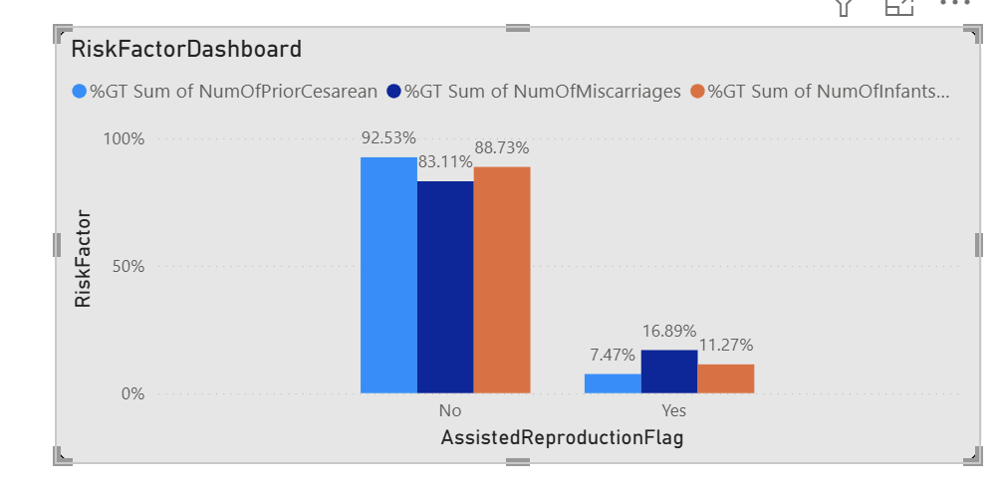 RiskFactorDashboard
%GT Sum of NumOfPriorCesarean %GT Sum of NumOfMiscarriages %GT Sum of NumOfInfants...
100%
50%
0%
RiskFactor
92.53%
83.11%
88.73%
7.47%
16.89%
11.27%
No Yes
AssistedReproductionFlag